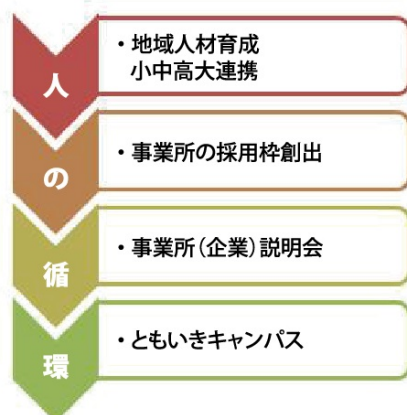 人
・地域人材育成
小中高大連携
の
・事業所の採用枠創出
循
・事業所(企業)説明会
環
・ともいきキャンパス